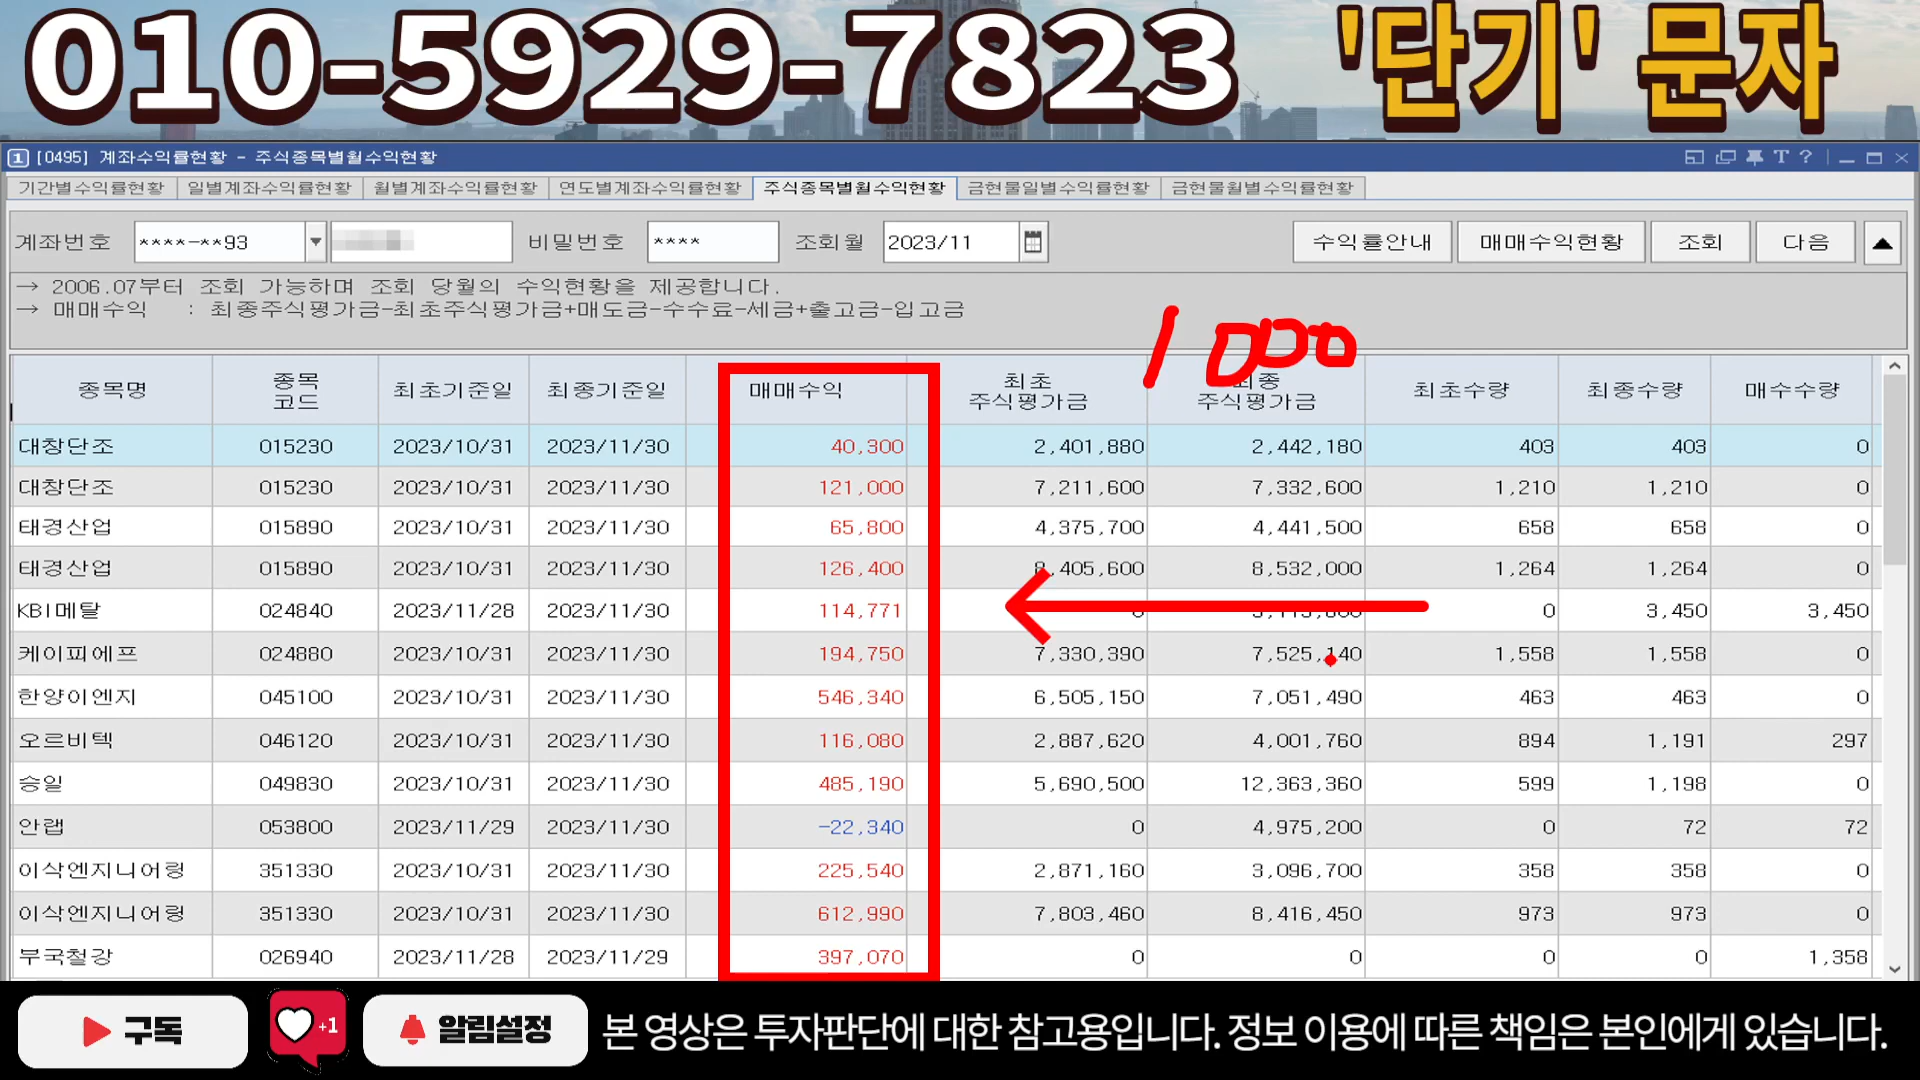 010-5929-7823 '단기' 문자
1 [0495] 계좌수익률현황 - 주식종목별월수익현황
기간별수익률현황 일별계좌수익률현황 월별계좌수익률현황 연도별계좌수익률현황 주식종목별월수익현황 금현물일별수익률현황 금현물월별수익률현황
계좌번호 ****-**93 비밀번호 **** 조회월 2023/11 수익률안내 매매수익현황 조회 다음
→ 2006.07부터 조회 가능하며 조회 당월의 수익현황을 제공합니다.
→ 매매수익 : 최종주식평가금-최초주식평가금+매도금-수수료-세금+출고금-입고금
1000
종목명 종목코드 최초기준일 최종기준일 매매수익 최초주식평가금 최종주식평가금 최초수량 최종수량 매수수량
대창단조 015230 2023/10/31 2023/11/30 40,300 2,401,880 2,442,180 403 403 0
대창단조 015230 2023/10/31 2023/11/30 121,000 7,211,600 7,332,600 1,210 1,210 0
태경산업 015890 2023/10/31 2023/11/30 65,800 4,375,700 4,441,500 658 658 0
태경산업 015890 2023/10/31 2023/11/30 126,400 8,405,600 8,532,000 1,264 1,264 0
KBI메탈 024840 2023/11/28 2023/11/30 114,771 0 0 3,450 3,450
케이피에프 024880 2023/10/31 2023/11/30 194,750 7,330,390 7,525,140 1,558 1,558 0
한양이엔지 045100 2023/10/31 2023/11/30 546,340 6,505,150 7,051,490 463 463 0
오르비텍 046120 2023/10/31 2023/11/30 116,080 2,887,620 4,001,760 894 1,191 297
승일 049830 2023/10/31 2023/11/30 485,190 5,690,500 12,363,360 599 1,198 0
안랩 053800 2023/11/29 2023/11/30 -22,340 0 4,975,200 0 72 72
이삭엔지니어링 351330 2023/10/31 2023/11/30 225,540 2,871,160 3,096,700 358 358 0
이삭엔지니어링 351330 2023/10/31 2023/11/30 612,990 7,803,460 8,416,450 973 973 0
부국철강 026940 2023/11/28 2023/11/29 397,070 0 0 0 0 1,358
구독 +1 알림설정 본 영상은 투자판단에 대한 참고용입니다. 정보 이용에 따른 책임은 본인에게 있습니다.